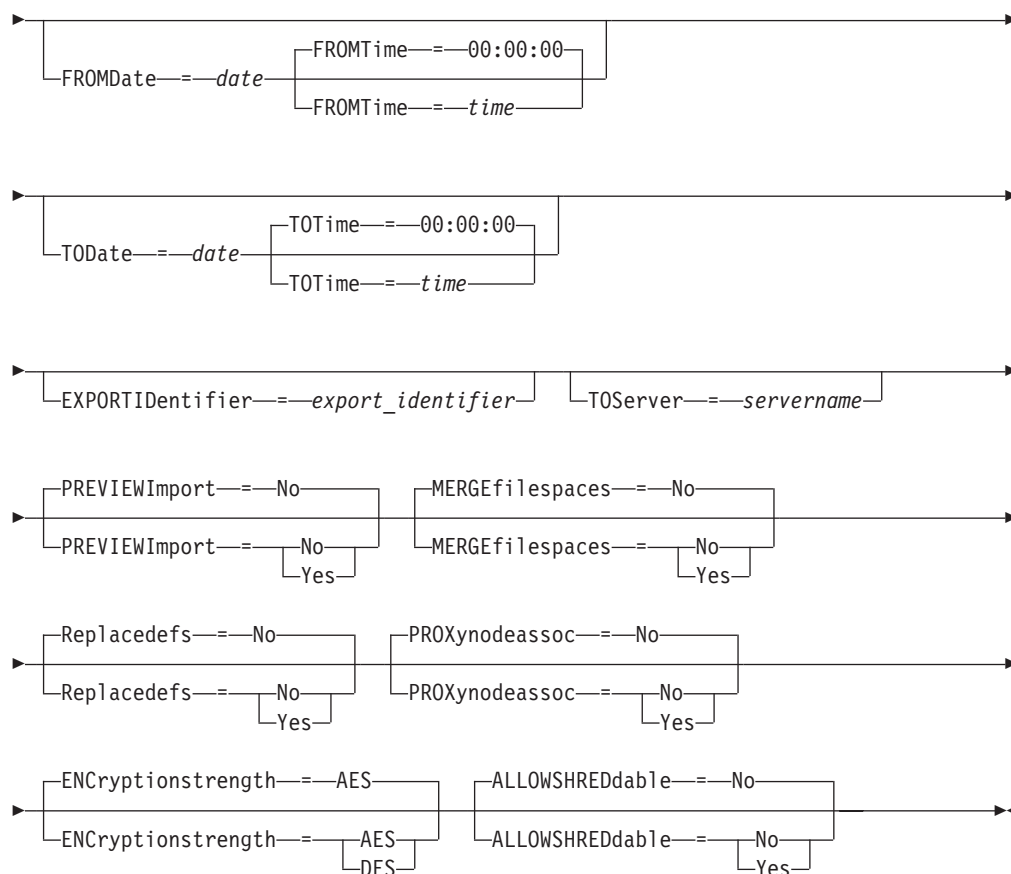 FROMTime = 00:00:00
FROMDate = date
FROMTime = time
TOTime = 00:00:00
TODate = date
TOTime = time
EXPORTIDentifier = export_identifier TOServer = servername
PREVIEWImport = No MERGEfilespaces = No
PREVIEWImport = No MERGEfilespaces = No
Yes Yes
Replacedefs = No PROXynodeassoc = No
Replacedefs = No PROXynodeassoc = No
Yes Yes
ENCryptionstrength = AES ALLOWSHREDdable = No
ENCryptionstrength = AES ALLOWSHREDdable = No
DES Yes